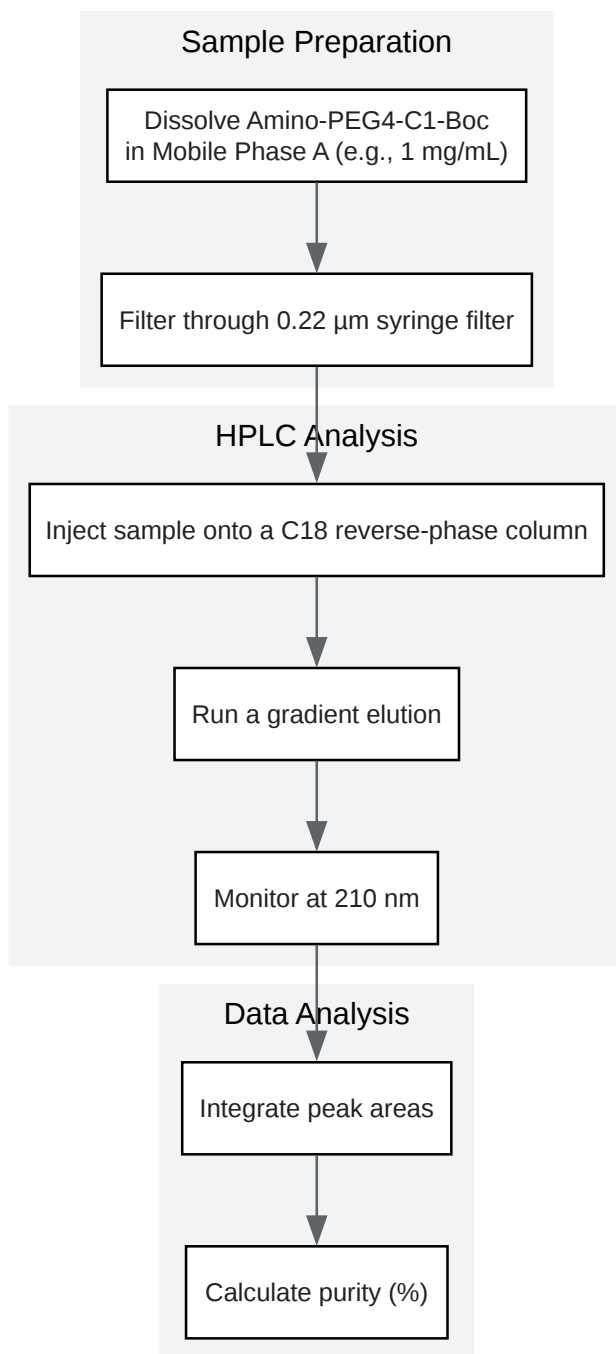 Sample Preparation
Dissolve Amino-PEG4-C1-Boc
in Mobile Phase A (e.g., 1 mg/mL)
Filter through 0.22 µm syringe filter
HPLC Analysis
Inject sample onto a C18 reverse-phase column
Run a gradient elution
Monitor at 210 nm
Data Analysis
Integrate peak areas
Calculate purity (%)